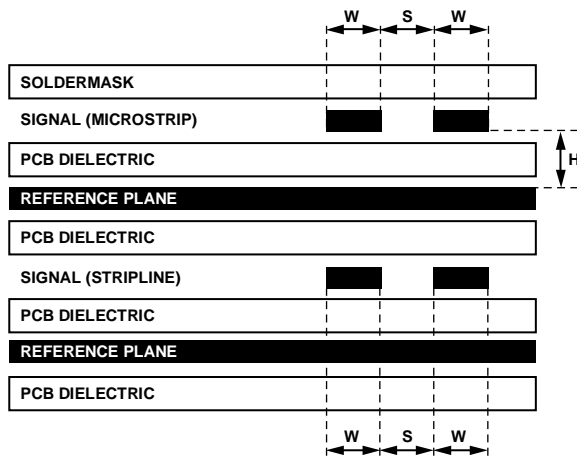 W S W
SOLDERMASK
SIGNAL (MICROSTRIP)
H
PCB DIELECTRIC
REFERENCE PLANE
PCB DIELECTRIC
SIGNAL (STRIPLINE)
PCB DIELECTRIC
REFERENCE PLANE
PCB DIELECTRIC
W S W